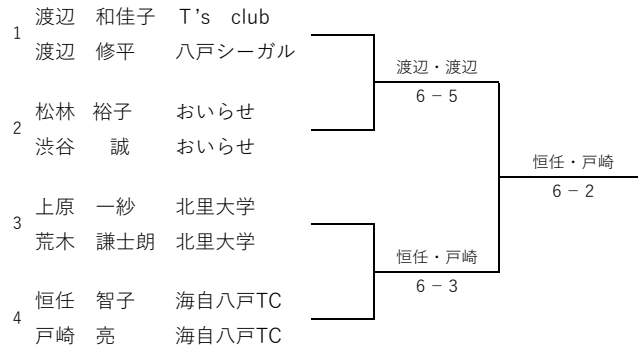 1
渡辺　和佳子　T's　club
渡辺　修平　八戸シーガル
2
松林　裕子　おいらせ
渋谷　誠　おいらせ
3
上原　一紗　北里大学
荒木　謙士朗　北里大学
4
恒任　智子　海自八戸TC
戸崎　亮　海自八戸TC
渡辺・渡辺
6－5
恒任・戸崎
6－3
恒任・戸崎
6－2